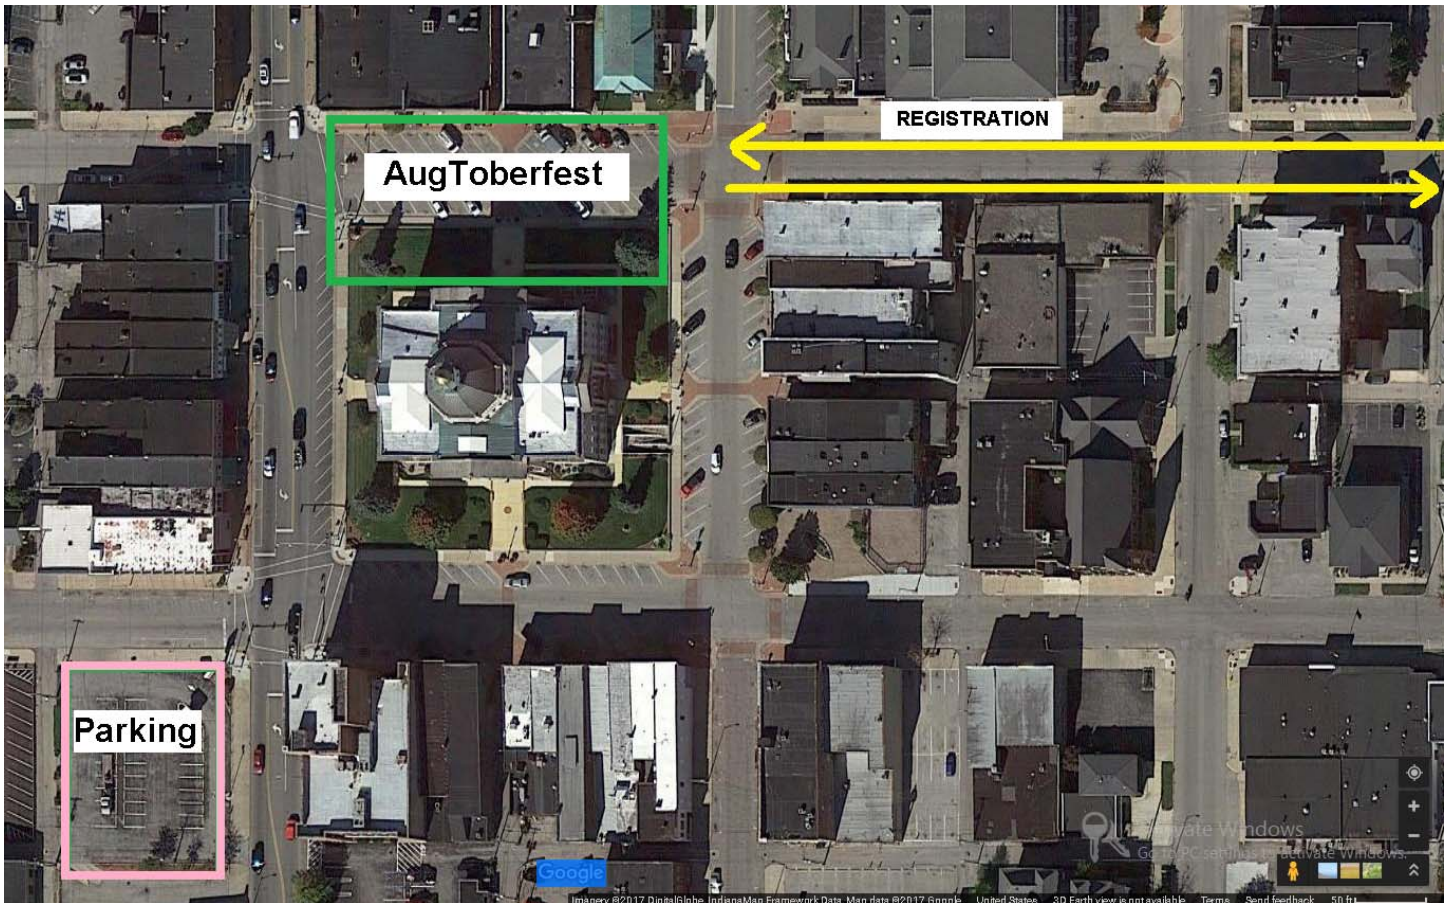 REGISTRATION
AugToberfest
Parking
Activate Windows
Go to PC settings to activate Windows.
Google
Imagery ©2017 DigitalGlobe, IndianaMap Framework Data, Map data ©2017 Google United States 3D Earth view is not available Terms Send feedback 50 ft